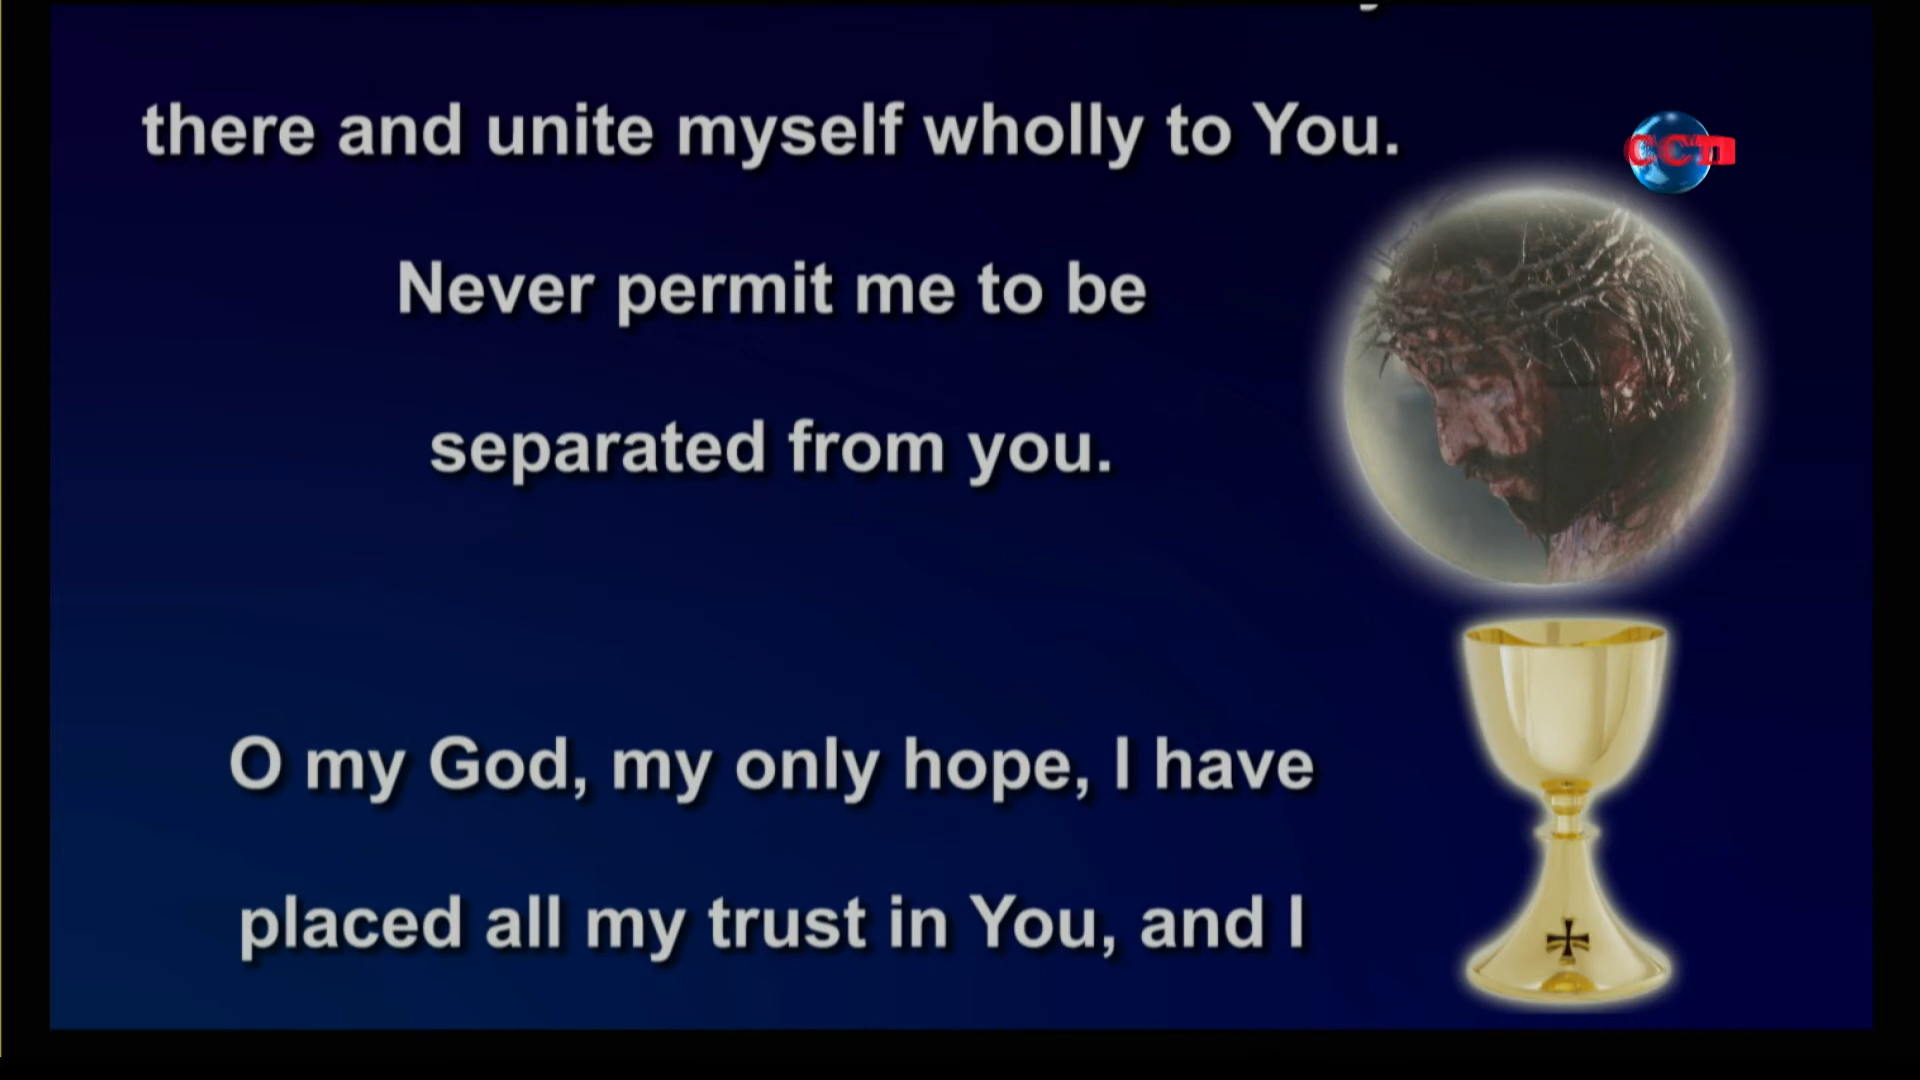 there and unite myself wholly to You.
CCTI
Never permit me to be
separated from you.
O my God, my only hope, I have
placed all my trust in You, and I